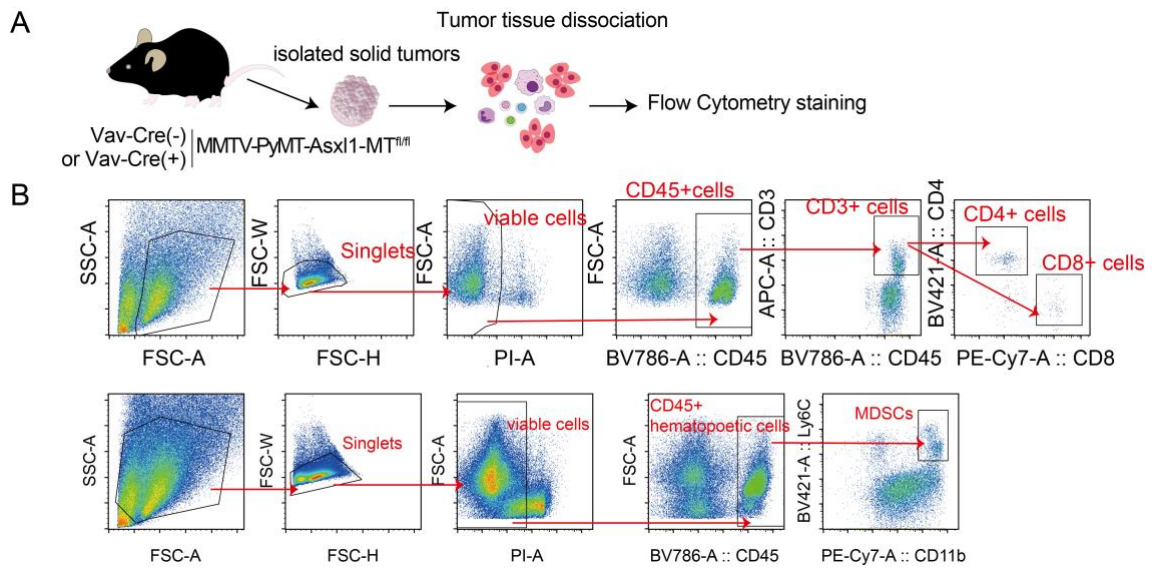 A
Tumor tissue dissociation
isolated solid tumors
Flow Cytometry staining
Vav-Cre(-)
or Vav-Cre(+)
MMTV-PyMT-Asxl1-MTfl/fl
B
SSC-A
FSC-A
FSC-W
Singlets
FSC-H
FSC-A
viable cells
PI-A
CD45+cells
FSC-A
BV786-A :: CD45
APC-A :: CD3
CD3+ cells
BV786-A :: CD45
BV421-A :: CD4
CD4+ cells
CD8+ cells
PE-Cy7-A :: CD8
SSC-A
FSC-A
FSC-W
Singlets
FSC-H
FSC-A
viable cells
PI-A
FSC-A
CD45+
hematopoetic cells
BV786-A :: CD45
BV421-A :: Ly6C
MDSCs
PE-Cy7-A :: CD11b